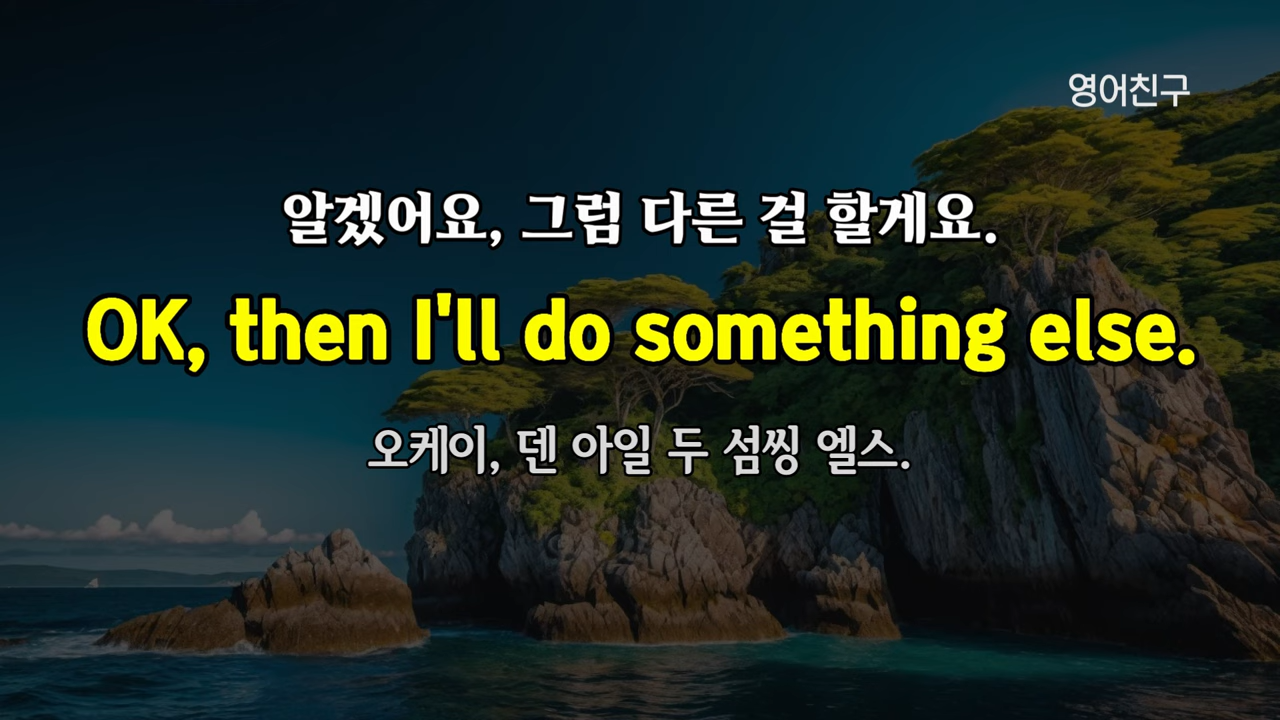 영어친구
알겠어요, 그럼 다른 걸 할게요.
OK, then I'll do something else.
오케이, 덴 아일 두 섬씽 엘스.